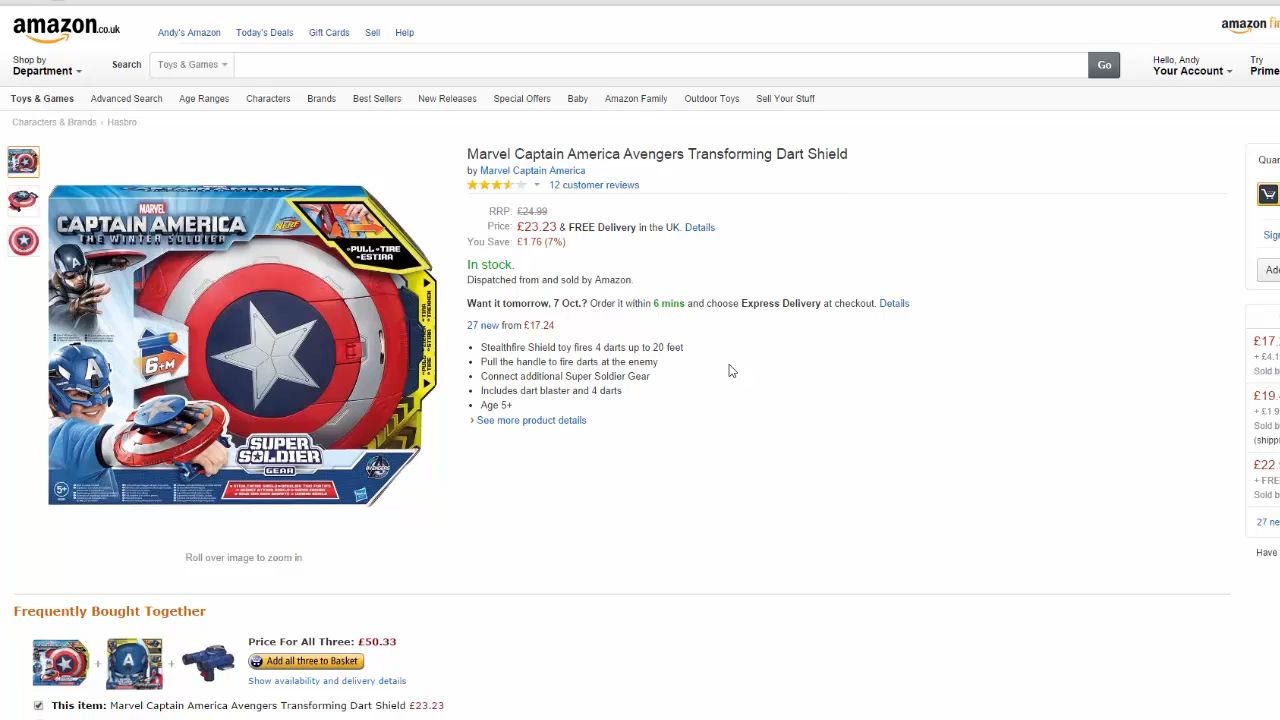 amazon.co.uk
Andy's Amazon Today's Deals Gift Cards Sell Help
Shop by
Department
Search Toys & Games Go
Hello, Andy
Your Account
Try
Prime
Toys & Games Advanced Search Age Ranges Characters Brands Best Sellers New Releases Special Offers Baby Amazon Family Outdoor Toys Sell Your Stuff
Characters & Brands › Hasbro
Marvel Captain America Avengers Transforming Dart Shield
by Marvel Captain America
12 customer reviews
RRP: £24.99
Price: £23.23 & FREE Delivery in the UK. Details
You Save: £1.76 (7%)
In stock.
Dispatched from and sold by Amazon.
Want it tomorrow, 7 Oct.? Order it within 6 mins and choose Express Delivery at checkout. Details
27 new from £17.24
• Stealthfire Shield toy fires 4 darts up to 20 feet
• Pull the handle to fire darts at the enemy
• Connect additional Super Soldier Gear
• Includes dart blaster and 4 darts
• Age 5+
› See more product details
MARVEL
CAPTAIN AMERICA
THE WINTER SOLDIER
NERF
PULL
TIRE
ESTIRA
6+M
SUPER
SOLDIER
GEAR
5+
Hasbro
Roll over image to zoom in
£17.
Sold b
£19.
Sold b
£22.
+ FRE
Sold b
27 ne
Have
Frequently Bought Together
Price For All Three: £50.33
Add all three to Basket
Show availability and delivery details
This item: Marvel Captain America Avengers Transforming Dart Shield £23.23